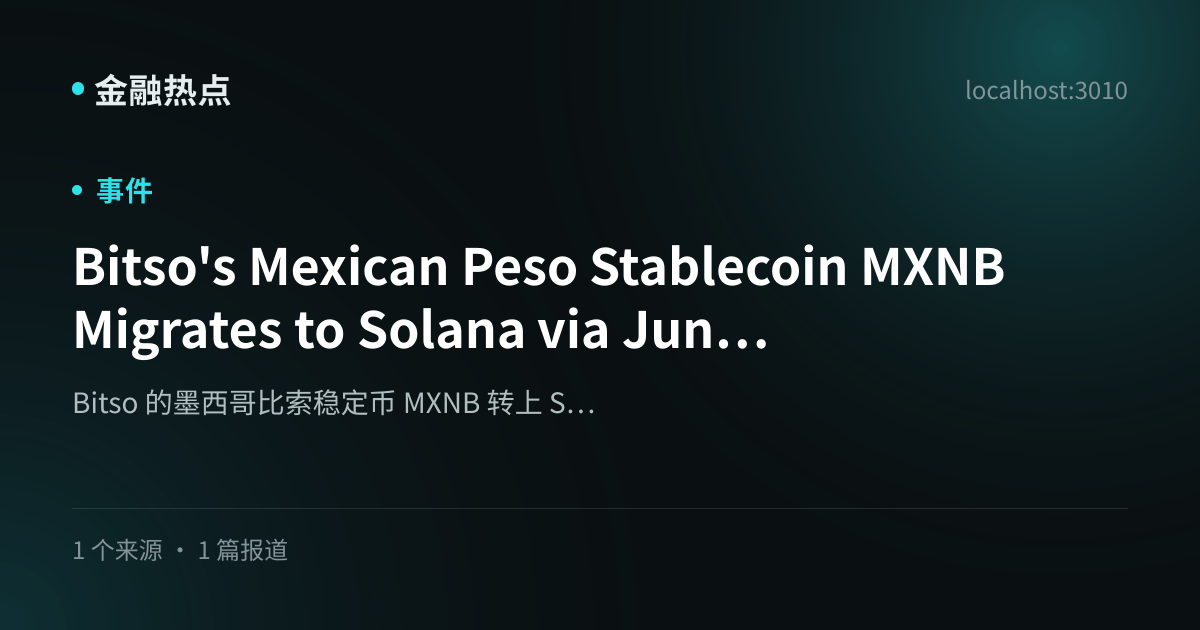 金融热点
localhost:3010
事件
Bitso's Mexican Peso Stablecoin MXNB
Migrates to Solana via Jun…
Bitso 的墨西哥比索稳定币 MXNB 转上 S…
1 个来源 · 1 篇报道